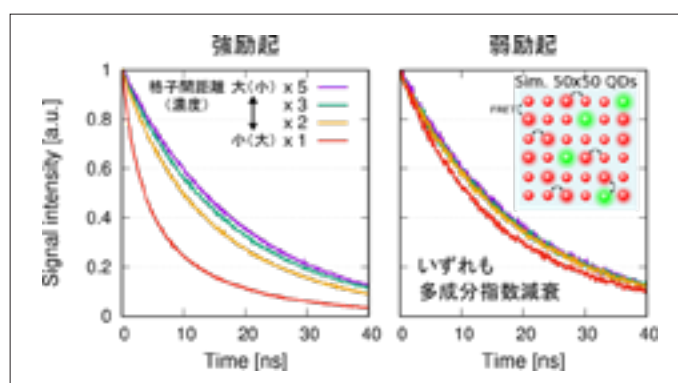 強励起
弱励起
Signal intensity [a.u.]
1
0.8
0.6
0.4
0.2
0
格子間距離 大(小) x 5
(濃度) x 3
x 2
小(大) x 1
0 10 20 30 40
Time [ns]
Sim. 50x50 QDs
FRET
いずれも
多成分指数減衰
0 10 20 30 40
Time [ns]